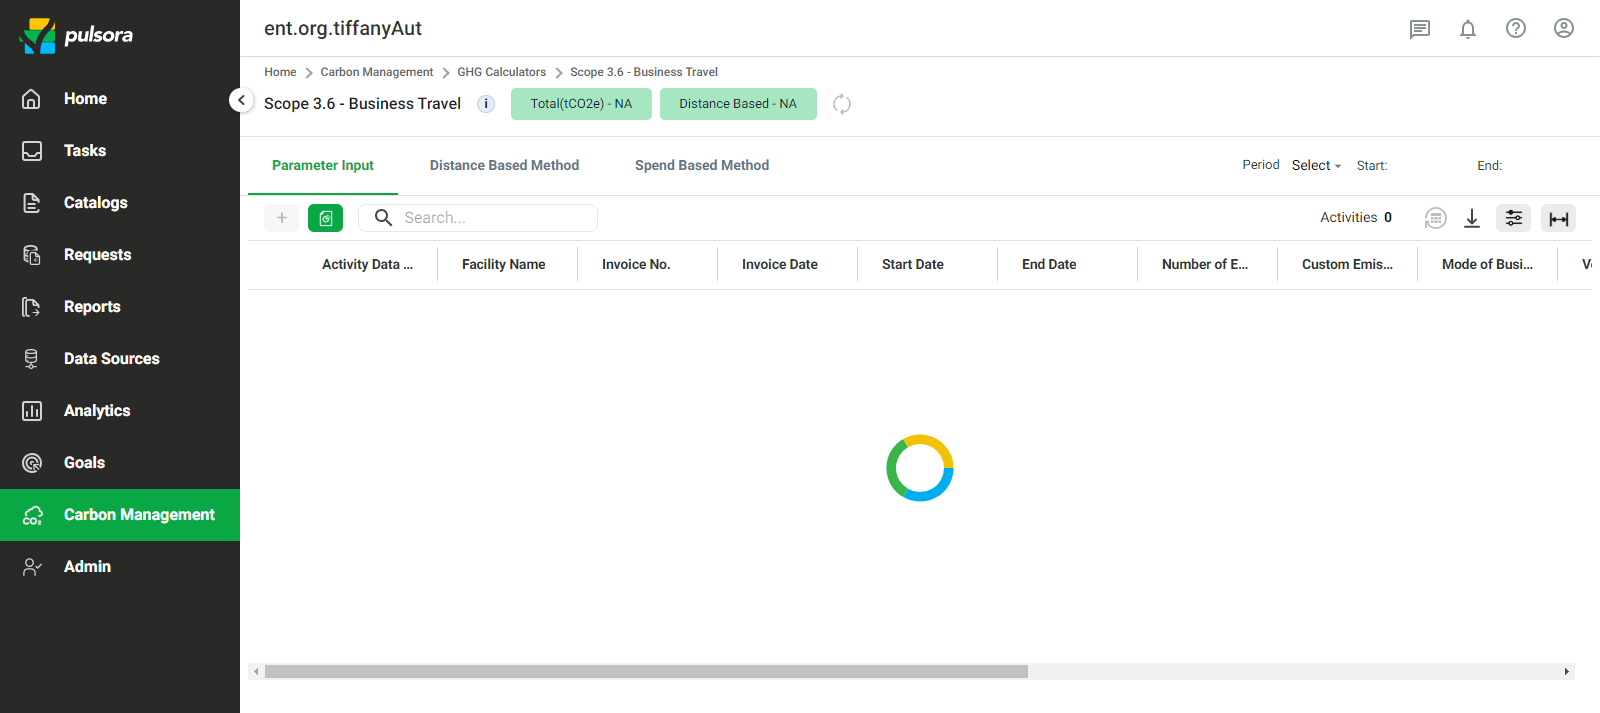 pulsora
ent.org.tiffanyAut
Home
Tasks
Catalogs
Requests
Reports
Data Sources
Analytics
Goals
CO₂
Carbon Management
Admin
Home Carbon Management GHG Calculators Scope 3.6 - Business Travel
Scope 3.6 - Business Travel i Total(tCO2e) - NA Distance Based - NA
Parameter Input Distance Based Method Spend Based Method Period Select Start: End:
+ Search... Activities 0
Activity Data ... Facility Name Invoice No. Invoice Date Start Date End Date Number of E... Custom Emis... Mode of Busi...